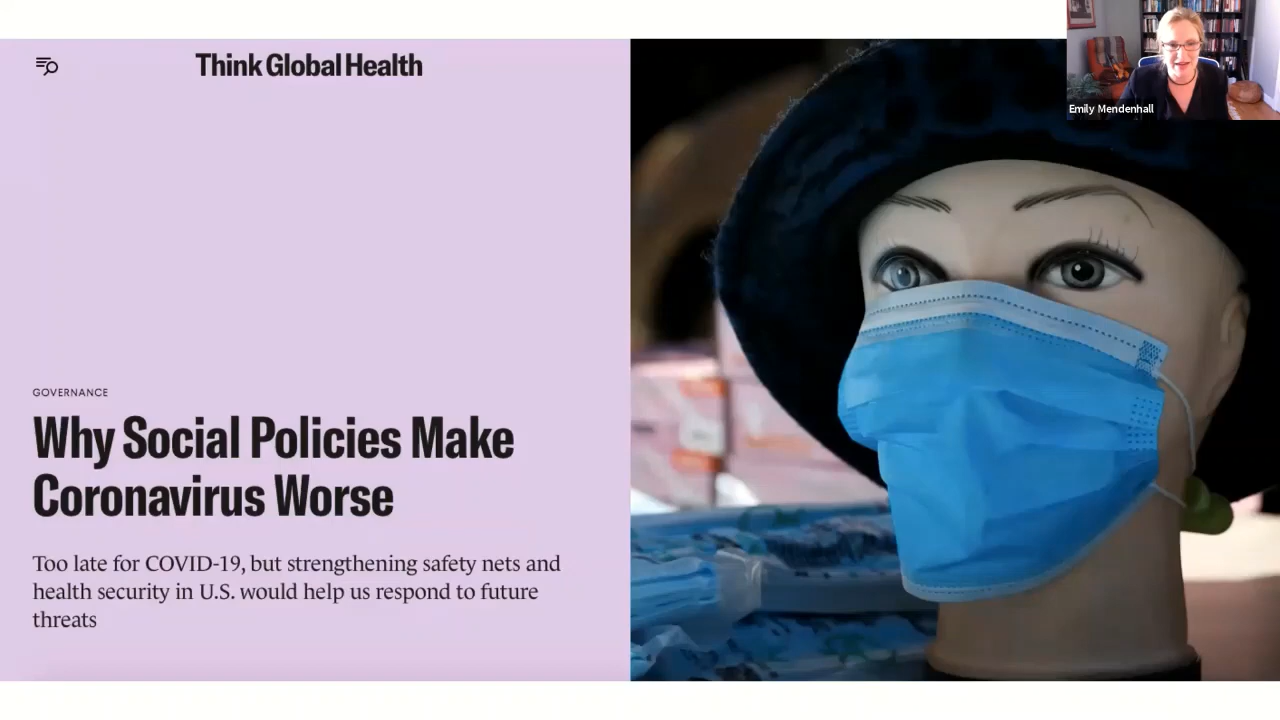 Think Global Health
Emily Mendenhall
GOVERNANCE
Why Social Policies Make
Coronavirus Worse
Too late for COVID-19, but strengthening safety nets and
health security in U.S. would help us respond to future
threats